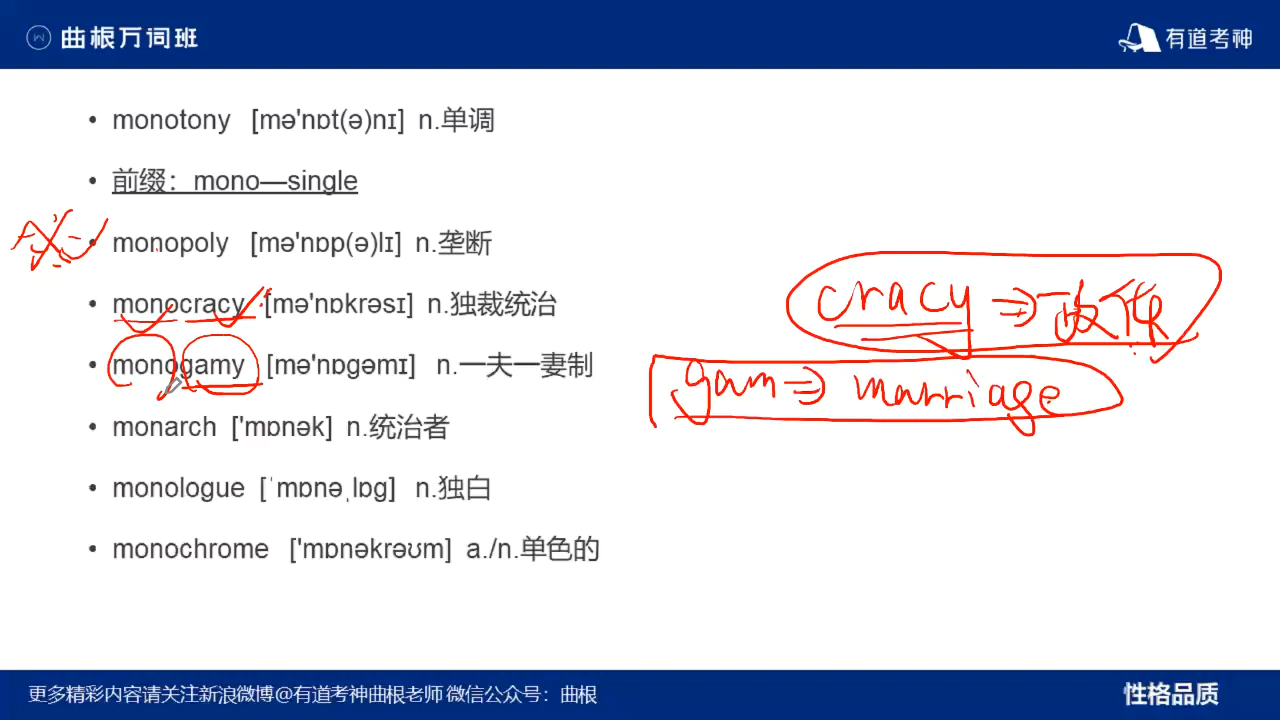 曲根万词班
有道考神
monotony [mə'nɒt(ə)nɪ] n.单调
前缀：mono—single
monopoly [mə'nɒp(ə)lɪ] n.垄断
monocracy [mə'nɒkrəsɪ] n.独裁统治
cracy ⇒ 政体
monogamy [mə'nɒgəmɪ] n.一夫一妻制
gam ⇒ marriage
monarch ['mɒnək] n.统治者
monologue [ˈmɒnəˌlɒg] n.独白
monochrome ['mɒnəkrəʊm] a./n.单色的
更多精彩内容请关注新浪微博@有道考神曲根老师 微信公众号：曲根
性格品质